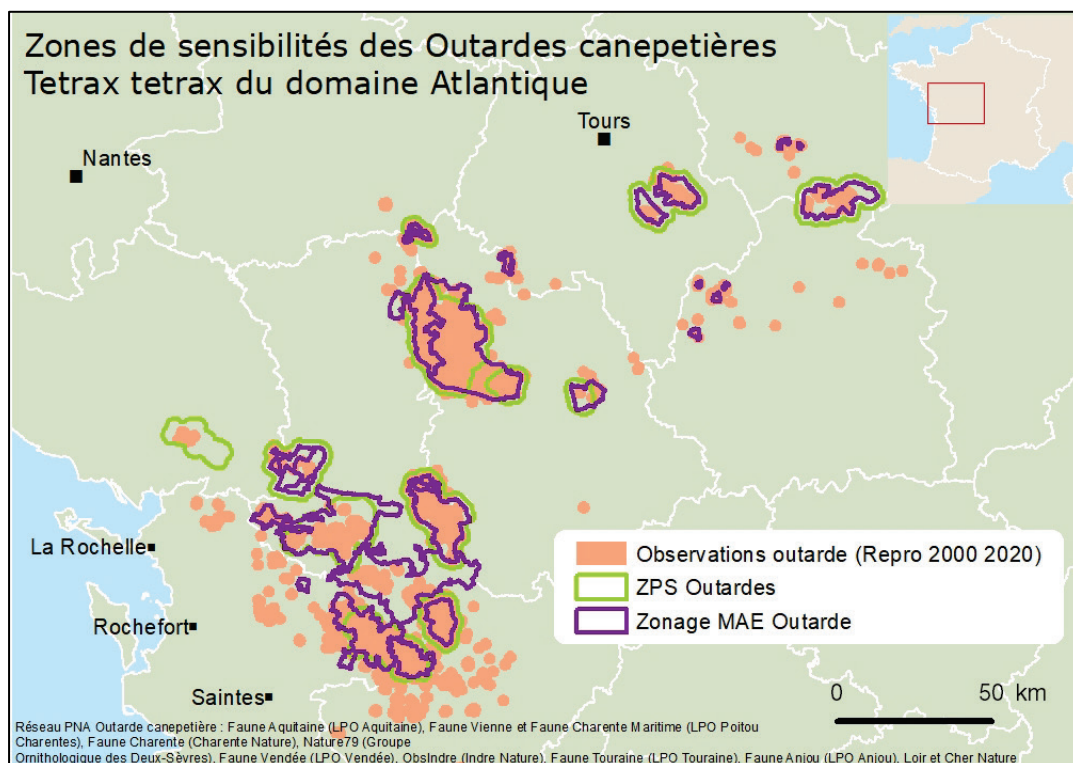 Zones de sensibilités des Outardes canepetières
Tetrax tetrax du domaine Atlantique
Tours
Nantes
La Rochelle
Rochefort
Saintes
Observations outarde (Repro 2000 2020)
ZPS Outardes
Zonage MAE Outarde
0 50 km
Réseau PNA Outarde canepetière : Faune Aquitaine (LPO Aquitaine), Faune Vienne et Faune Charente Maritime (LPO Poitou
Charentes), Faune Charente (Charente Nature), Nature79 (Groupe
Ornithologique des Deux-Sèvres), Faune Vendée (LPO Vendée), ObsIndre (Indre Nature), Faune Touraine (LPO Touraine), Faune Anjou (LPO Anjou), Loir et Cher Nature